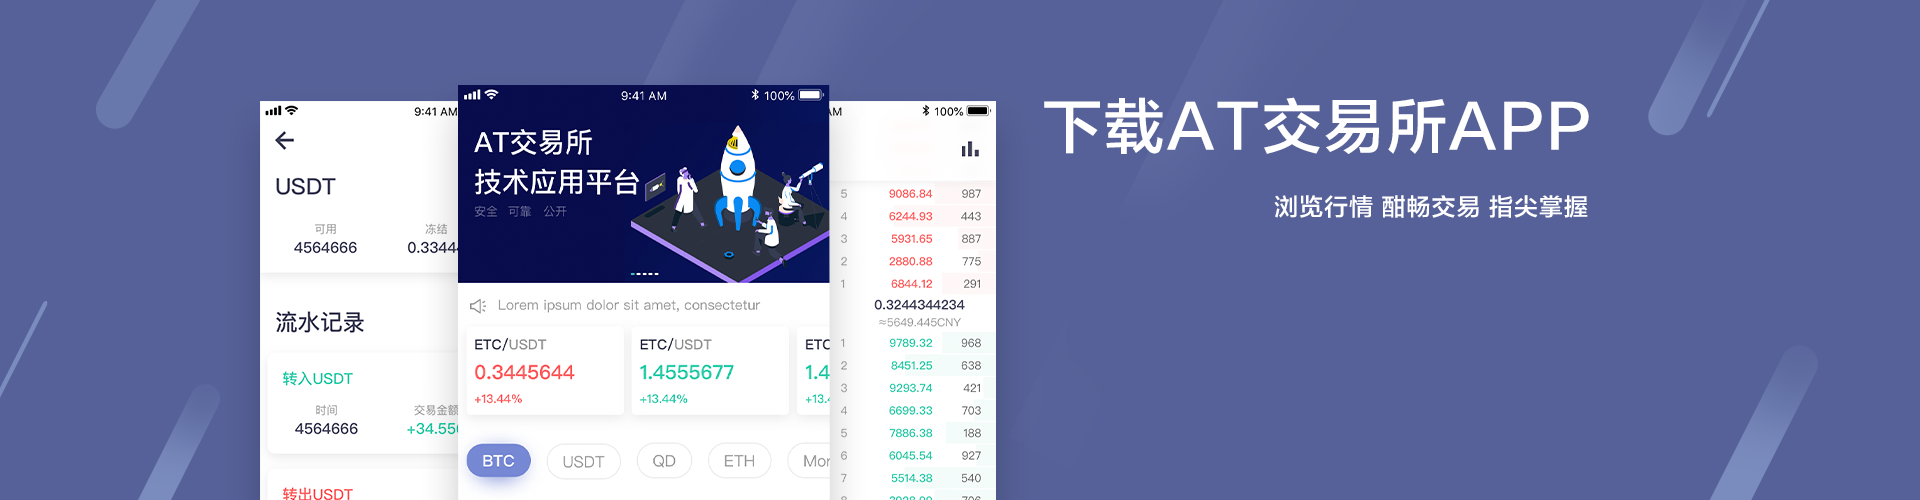 9:41 AM
USDT
可用
冻结
4564666
0.3344
流水记录
转入USDT
时间
交易金额
4564666
+34.55
转出USDT
9:41 AM
100%
AT交易所
技术应用平台
安全 可靠 公开
Lorem ipsum dolor sit amet, consectetur
ETC/USDT
0.3445644
+13.44%
ETC/USDT
1.4555677
+13.44%
ETC
1.4
+13.4
BTC
USDT
QD
ETH
Mor
AM
100%
5 9086.84 987
4 6244.93 443
3 5931.65 887
2 2880.88 775
1 6844.12 291
0.3244344234
≈5649.445CNY
1 9789.32 968
2 8451.25 638
3 9293.74 421
4 6699.33 703
5 7886.38 188
6 6045.54 927
7 5514.38 540
下载AT交易所APP
浏览行情 酣畅交易 指尖掌握